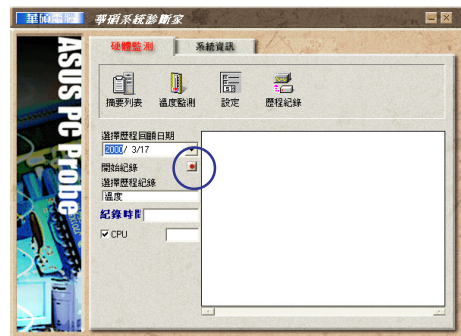 華碩電腦 華碩系統診斷家
ASUS PC Probe
硬體監測 系統資訊
摘要列表 溫度監測 設定 歷程紀錄
選擇歷程回顧日期
2000/ 3/17
開始紀錄
選擇歷程紀錄
溫度
紀錄時間
CPU